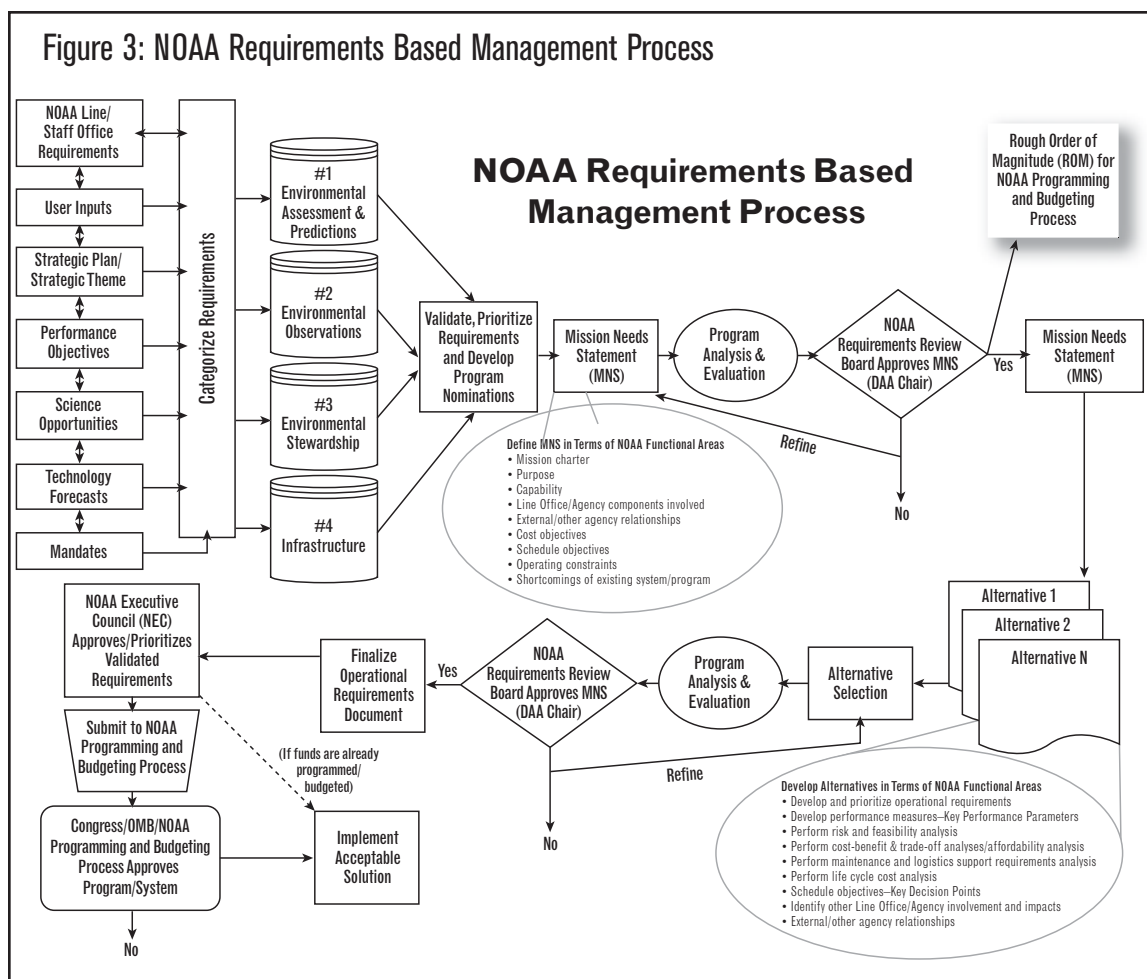 Figure 3: NOAA Requirements Based Management Process
NOAA Requirements Based
Management Process
NOAA Line/
Staff Office
Requirements
User Inputs
Strategic Plan/
Strategic Theme
Performance
Objectives
Science
Opportunities
Technology
Forecasts
Mandates
Categorize Requirements
#1
Environmental
Assessment &
Predictions
#2
Environmental
Observations
#3
Environmental
Stewardship
#4
Infrastructure
Validate, Prioritize
Requirements
and Develop
Program
Nominations
Mission Needs
Statement
(MNS)
Program
Analysis &
Evaluation
NOAA
Requirements Review
Board Approves MNS
(DAA Chair)
Yes
Rough Order of
Magnitude (ROM) for
NOAA Programming
and Budgeting
Process
Mission Needs
Statement
(MNS)
Refine
No
Define MNS in Terms of NOAA Functional Areas
• Mission charter
• Purpose
• Capability
• Line Office/Agency components involved
• External/other agency relationships
• Cost objectives
• Schedule objectives
• Operating constraints
• Shortcomings of existing system/program
Alternative 1
Alternative 2
Alternative N
Alternative
Selection
Program
Analysis &
Evaluation
NOAA
Requirements Review
Board Approves MNS
(DAA Chair)
Yes
Refine
No
Develop Alternatives in Terms of NOAA Functional Areas
• Develop and prioritize operational requirements
• Develop performance measures–Key Performance Parameters
• Perform risk and feasibility analysis
• Perform cost-benefit & trade-off analyses/affordability analysis
• Perform maintenance and logistics support requirements analysis
• Perform life cycle cost analysis
• Schedule objectives–Key Decision Points
• Identify other Line Office/Agency involvement and impacts
• External/other agency relationships
Finalize
Operational
Requirements
Document
NOAA Executive
Council (NEC)
Approves/Prioritizes
Validated
Requirements
Submit to NOAA
Programming and
Budgeting Process
(If funds are already
programmed/
budgeted)
Congress/OMB/NOAA
Programming and Budgeting
Process Approves
Program/System
Implement
Acceptable
Solution
No